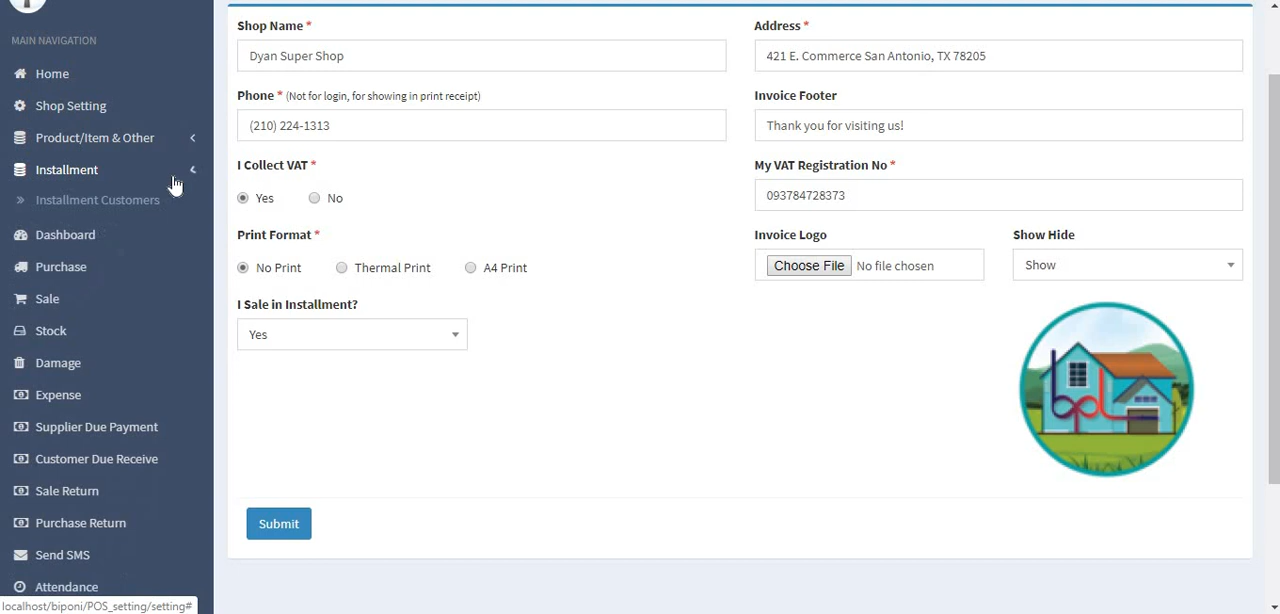 MAIN NAVIGATION
Home
Shop Setting
Product/Item & Other
Installment
Installment Customers
Dashboard
Purchase
Sale
Stock
Damage
Expense
Supplier Due Payment
Customer Due Receive
Sale Return
Purchase Return
Send SMS
Attendance
localhost/biponi/POS_setting/setting#
Shop Name *
Dyan Super Shop
Address *
421 E. Commerce San Antonio, TX 78205
Phone * (Not for login, for showing in print receipt)
(210) 224-1313
Invoice Footer
Thank you for visiting us!
I Collect VAT *
Yes No
My VAT Registration No *
093784728373
Print Format *
No Print Thermal Print A4 Print
Invoice Logo
Choose File No file chosen
Show Hide
Show
I Sale in Installment?
Yes
bpl
Submit